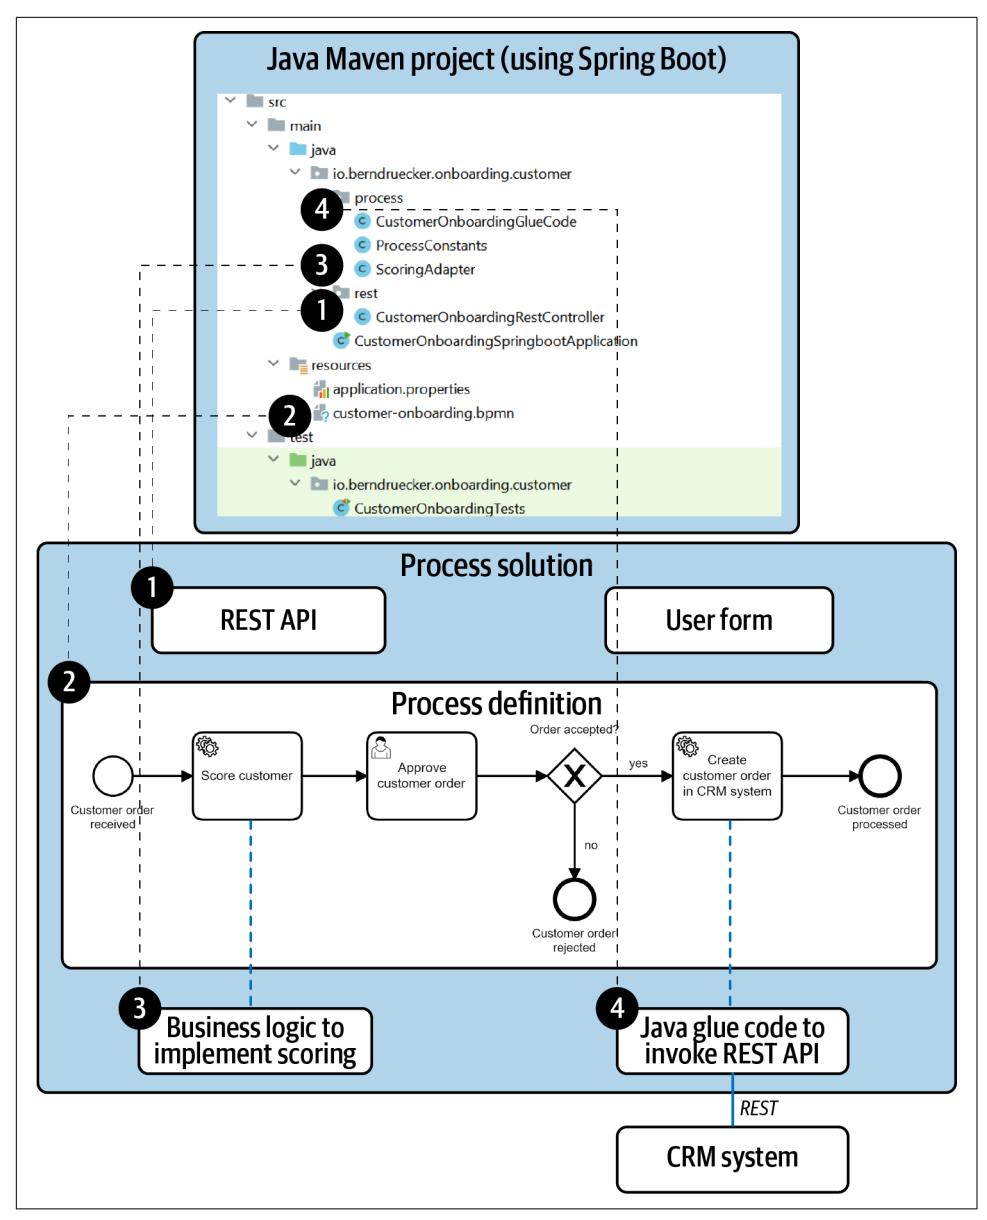 Java Maven project (using Spring Boot)
src
main
java
io.berndruecker.onboarding.customer
process
4
CustomerOnboardingGlueCode
ProcessConstants
3
ScoringAdapter
rest
1
CustomerOnboardingRestController
CustomerOnboardingSpringbootApplication
resources
application.properties
2
customer-onboarding.bpmn
test
java
io.berndruecker.onboarding.customer
CustomerOnboardingTests
Process solution
1
REST API
User form
2
Process definition
Order accepted?
Score customer
Approve
customer order
yes
Create
customer order
in CRM system
Customer order
received
Customer order
processed
no
Customer order
rejected
3
Business logic to
implement scoring
4
Java glue code to
invoke REST API
REST
CRM system